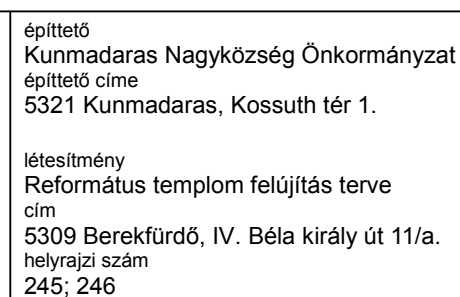 építtető
Kunmadaras Nagyközség Önkormányzat
építtető címe
5321 Kunmadaras, Kossuth tér 1.
létesítmény
Református templom felújítás terve
cím
5309 Berekfürdő, IV. Béla király út 11/a.
helyrajzi szám
245; 246